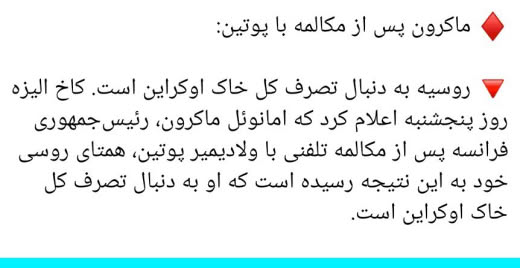 ♦️ ماکرون پس از مکالمه با پوتین:
🔻 روسیه به دنبال تصرف کل خاک اوکراین است. کاخ الیزه
روز پنجشنبه اعلام کرد که امانوئل ماکرون، رئیس‌جمهوری
فرانسه پس از مکالمه تلفنی با ولادیمیر پوتین، همتای روسی
خود به این نتیجه رسیده است که او به دنبال تصرف کل
خاک اوکراین است.